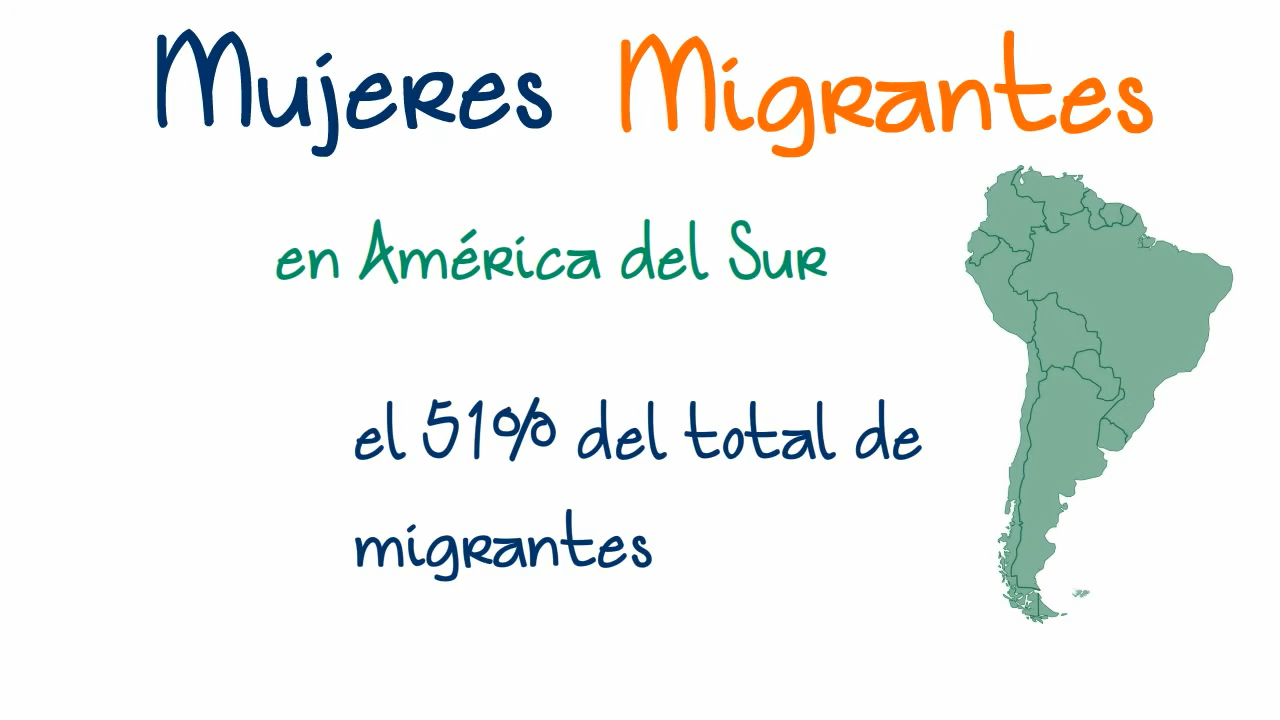 Mujeres Migrantes
en América del Sur
el 51% del total de
migrantes